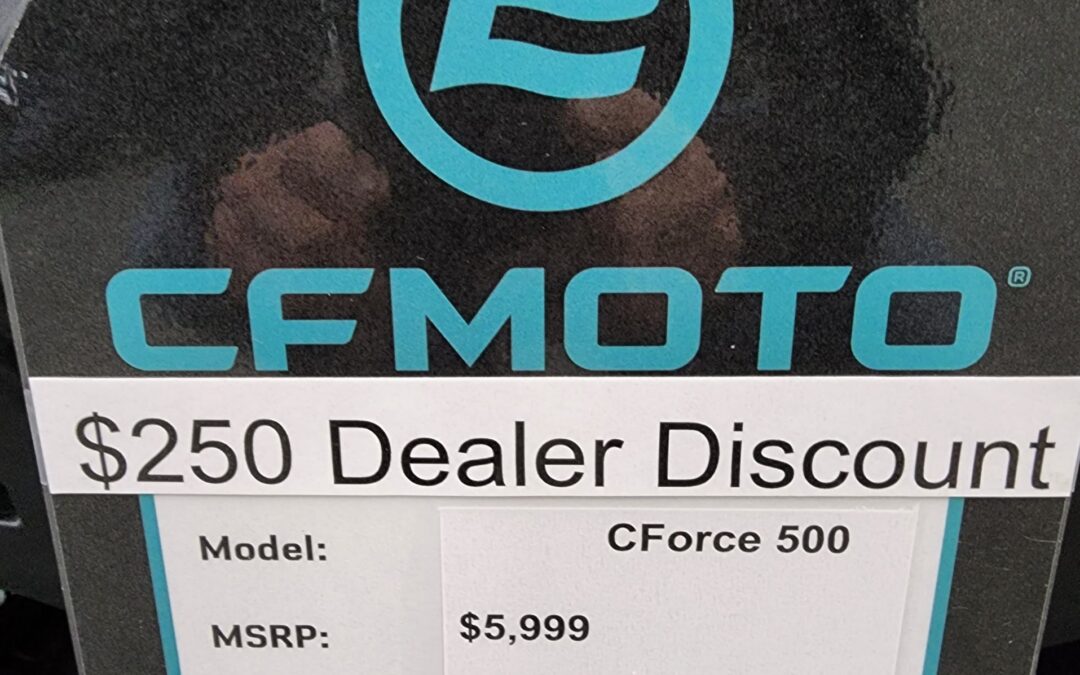 CFMOTO®
$250 Dealer Discount
Model: CForce 500
MSRP: $5,999